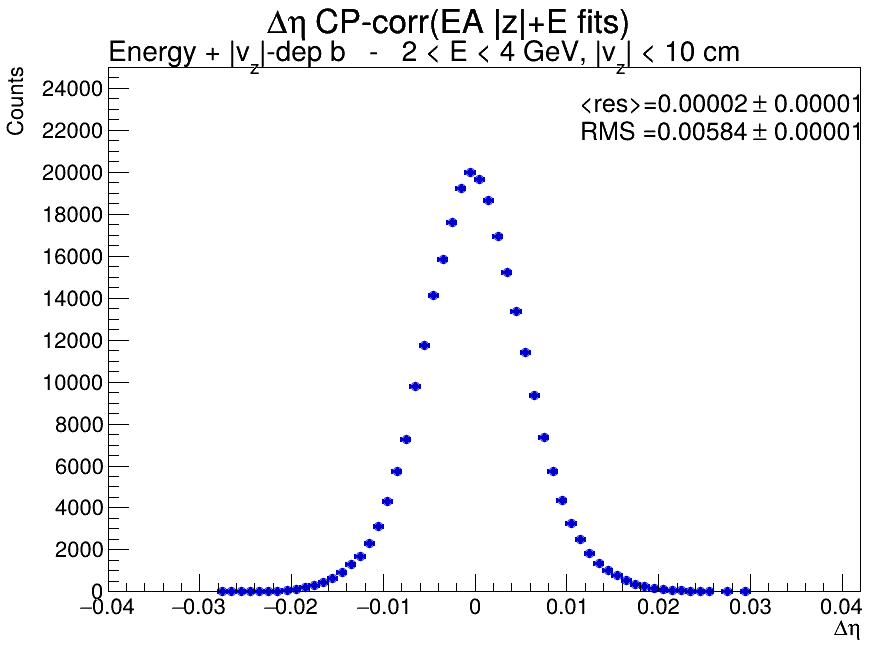 Δη CP-corr(EA |z|+E fits)
Energy + |v_z|-dep b - 2 < E < 4 GeV, |v_z| < 10 cm
Counts
<res>=0.00002 ± 0.00001
RMS =0.00584 ± 0.00001
24000
22000
20000
18000
16000
14000
12000
10000
8000
6000
4000
2000
0
−0.04 −0.03 −0.02 −0.01 0 0.01 0.02 0.03 0.04
Δη